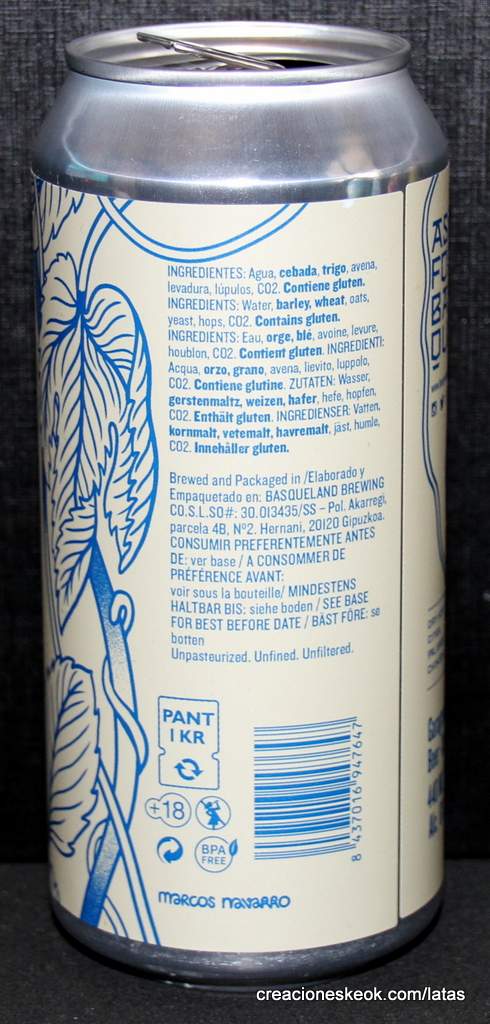 INGREDIENTES: Agua, cebada, trigo, avena,
levadura, lúpulos, CO2. Contiene gluten.
INGREDIENTS: Water, barley, wheat, oats,
yeast, hops, CO2. Contains gluten.
INGREDIENTS: Eau, orge, blé, avoine, levure,
houblon, CO2. Contient gluten. INGREDIENTI:
Acqua, orzo, grano, avena, lievito, luppolo,
CO2. Contiene glutine. ZUTATEN: Wasser,
gerstenmaltz, weizen, hafer, hefe, hopfen,
CO2. Enthält gluten. INGREDIENSER: Vatten,
kornmalt, vetemalt, havremalt, jäst, humle,
CO2. Innehåller gluten.
Brewed and Packaged in /Elaborado y
Empaquetado en: BASQUELAND BREWING
CO.S.L.SO#: 30.013435/SS – Pol. Akarregi,
parcela 4B, Nº2. Hernani, 20120 Gipuzkoa.
CONSUMIR PREFERENTEMENTE ANTES
DE: ver base / A CONSOMMER DE
PRÉFÉRENCE AVANT:
voir sous la bouteille/ MINDESTENS
HALTBAR BIS: siehe boden / SEE BASE
FOR BEST BEFORE DATE / BÄST FÖRE: se
botten
Unpasteurized. Unfined. Unfiltered.
PANT
1 KR
+18
BPA
FREE
8 437016 947647
marcos navarro
creacioneskeok.com/latas